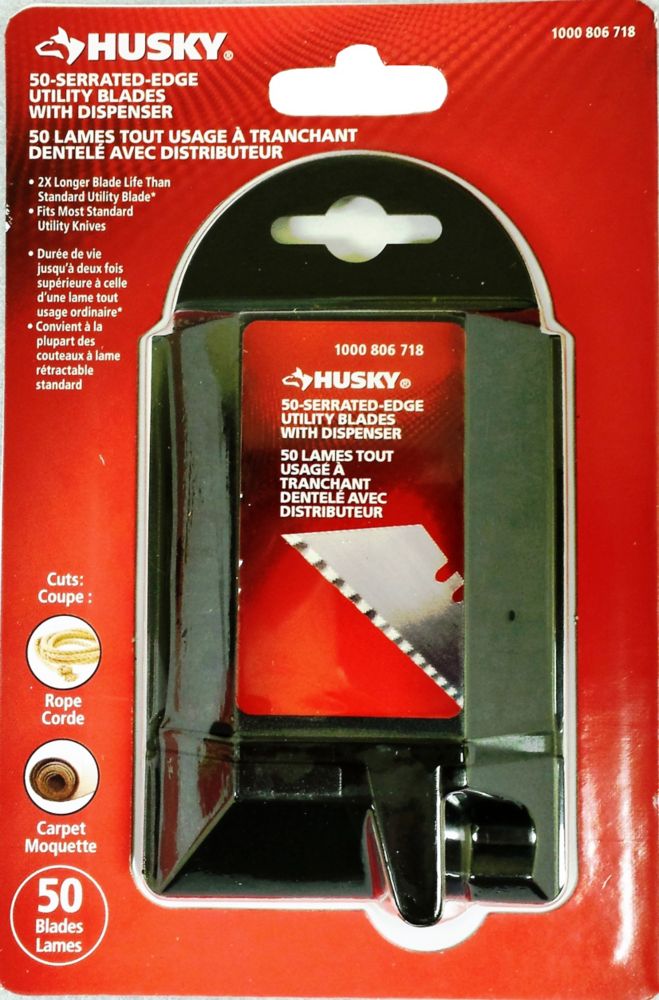 HUSKY®
1000 806 718
50-SERRATED-EDGE
UTILITY BLADES
WITH DISPENSER
50 LAMES TOUT USAGE À TRANCHANT
DENTELÉ AVEC DISTRIBUTEUR
• 2X Longer Blade Life Than
Standard Utility Blade*
• Fits Most Standard
Utility Knives
• Durée de vie
jusqu'à deux fois
supérieure à celle
d'une lame tout
usage ordinaire*
• Convient à la
plupart des
couteaux à lame
rétractable
standard
1000 806 718
HUSKY®
50-SERRATED-EDGE
UTILITY BLADES
WITH DISPENSER
50 LAMES TOUT
USAGÉ À
TRANCHANT
DENTELÉ AVEC
DISTRIBUTEUR
Cuts:
Coupe :
Rope
Corde
Carpet
Moquette
50
Blades
Lames